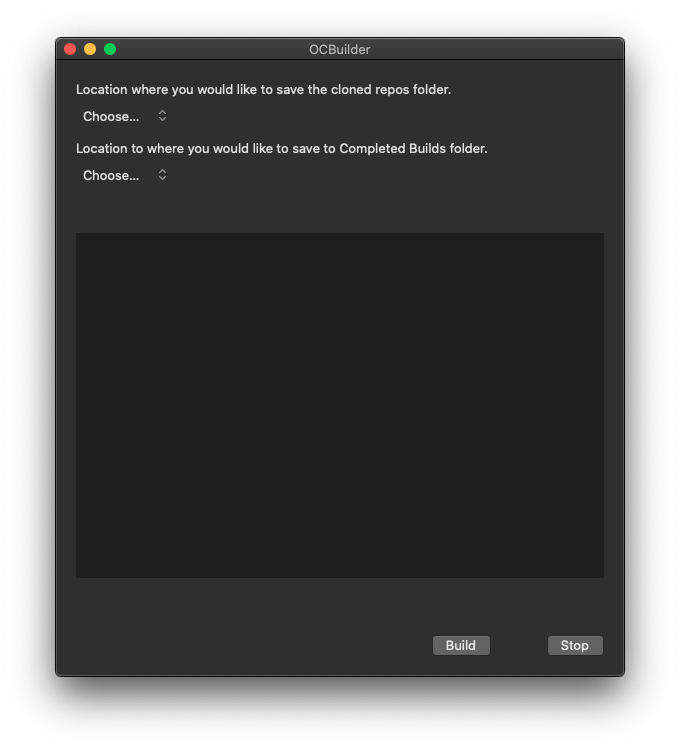 OCBuilder
Location where you would like to save the cloned repos folder.
Choose...
Location to where you would like to save to Completed Builds folder.
Choose...
Build
Stop